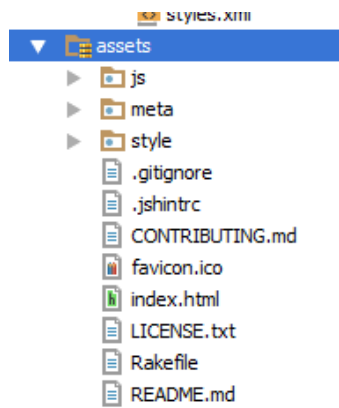 styles.xml
assets
js
meta
style
.gitignore
.jshintrc
CONTRIBUTING.md
favicon.ico
index.html
LICENSE.txt
Rakefile
README.md